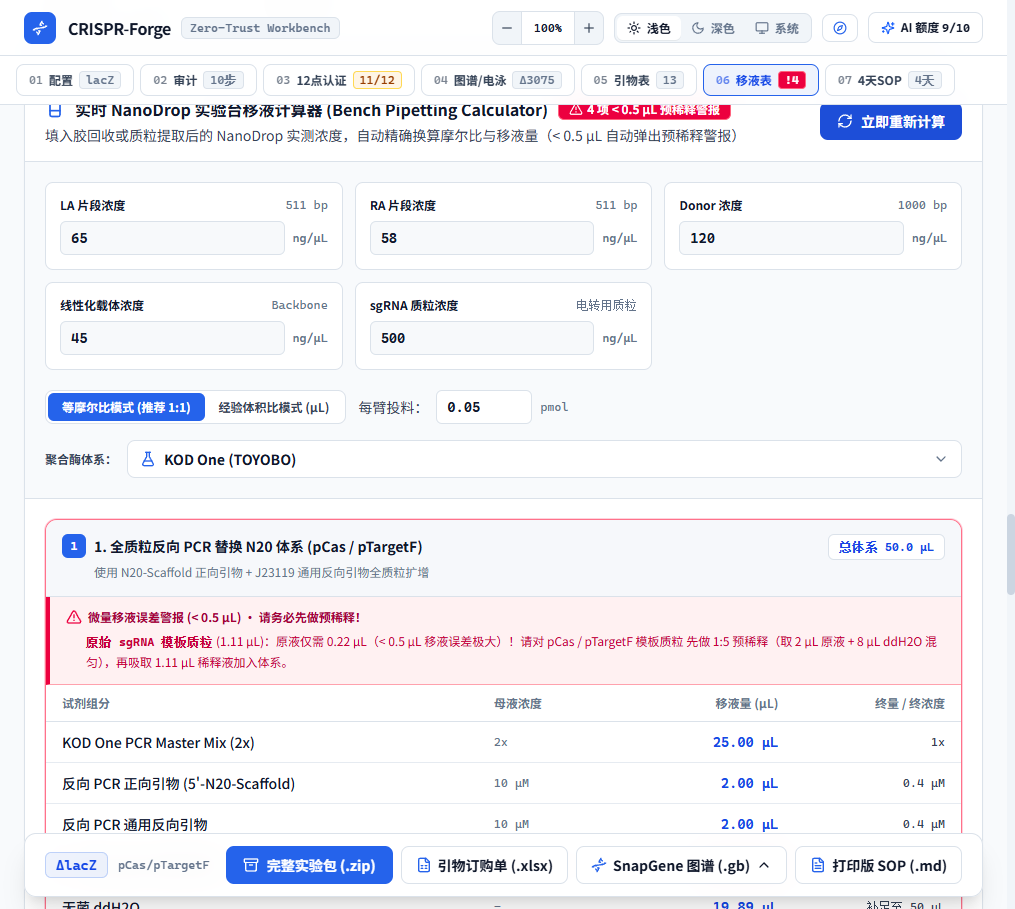 CRISPR-Forge Zero-Trust Workbench − 100% + 浅色 深色 系统 AI 额度 9/10
01 配置 lacZ 02 审计 10步 03 12点认证 11/12 04 图谱/电泳 Δ3075 05 引物表 13 06 移液表 !4 07 4天SOP 4天
实时 NanoDrop 实验台移液计算器 (Bench Pipetting Calculator) 4 项 < 0.5 μL 预稀释警报
填入胶回收或质粒提取后的 NanoDrop 实测浓度，自动精确换算摩尔比与移液量（< 0.5 μL 自动弹出预稀释警报）
立即重新计算
LA 片段浓度 511 bp RA 片段浓度 511 bp Donor 浓度 1000 bp
65 ng/μL 58 ng/μL 120 ng/μL
线性化载体浓度 Backbone sgRNA 质粒浓度 电转用质粒
45 ng/μL 500 ng/μL
等摩尔比模式 (推荐 1:1) 经验体积比模式 (μL) 每臂投料： 0.05 pmol
聚合酶体系： KOD One (TOYOBO)
1 1. 全质粒反向 PCR 替换 N20 体系 (pCas / pTargetF) 总体系 50.0 μL
使用 N20-Scaffold 正向引物 + J23119 通用反向引物全质粒扩增
微量移液误差警报 (< 0.5 μL) · 请务必先做预稀释！
原始 sgRNA 模板质粒 (1.11 μL)：原液仅需 0.22 μL（< 0.5 μL 移液误差极大）！请对 pCas / pTargetF 模板质粒 先做 1:5 预稀释（取 2 μL 原液 + 8 μL ddH2O 混
匀），再吸取 1.11 μL 稀释液加入体系。
试剂组分 母液浓度 移液量 (μL) 终量 / 终浓度
KOD One PCR Master Mix (2x) 2x 25.00 μL 1x
反向 PCR 正向引物 (5'-N20-Scaffold) 10 μM 2.00 μL 0.4 μM
反向 PCR 通用反向引物 10 μM 2.00 μL 0.4 μM
ΔlacZ pCas/pTargetF 完整实验包 (.zip) 引物订购单 (.xlsx) SnapGene 图谱 (.gb) 打印版 SOP (.md)
无菌 ddH2O – 19.89 μL 补足至 50 μL